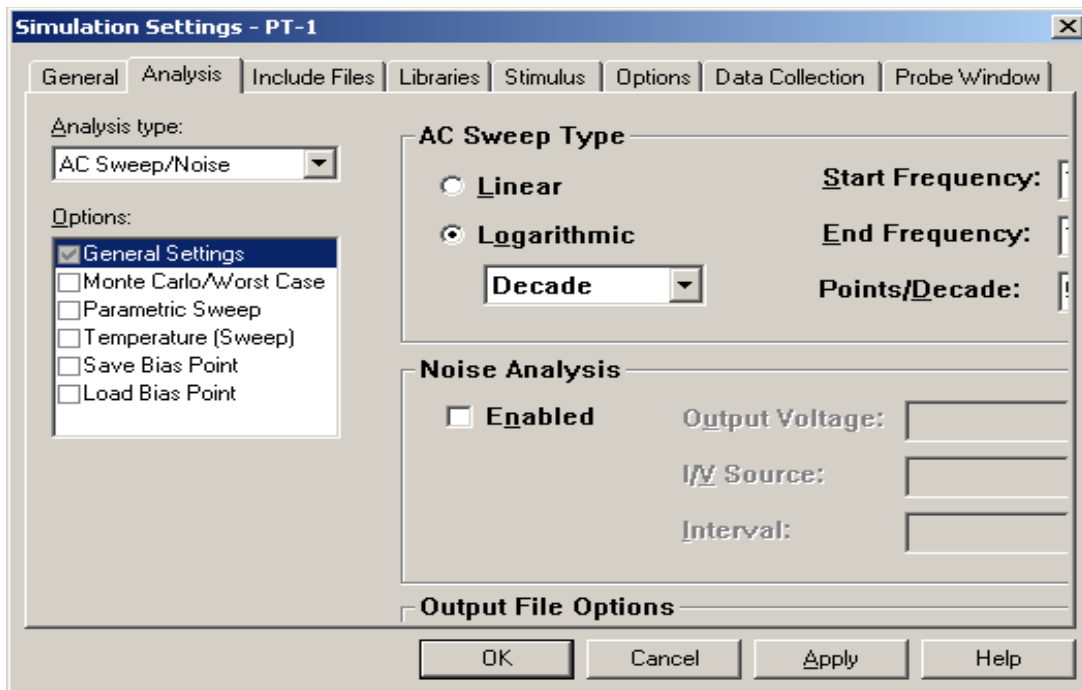 Simulation Settings - PT-1
General Analysis Include Files Libraries Stimulus Options Data Collection Probe Window
Analysis type:
AC Sweep/Noise
Options:
General Settings
Monte Carlo/Worst Case
Parametric Sweep
Temperature (Sweep)
Save Bias Point
Load Bias Point
AC Sweep Type
Linear
Logarithmic
Decade
Start Frequency:
End Frequency:
Points/Decade:
Noise Analysis
Enabled
Output Voltage:
I/V Source:
Interval:
Output File Options
OK Cancel Apply Help